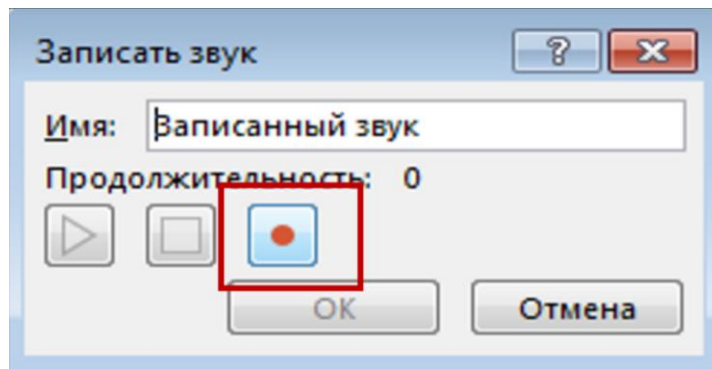 Записать звук
?
Имя: Записанный звук
Продолжительность: 0
ОК Отмена